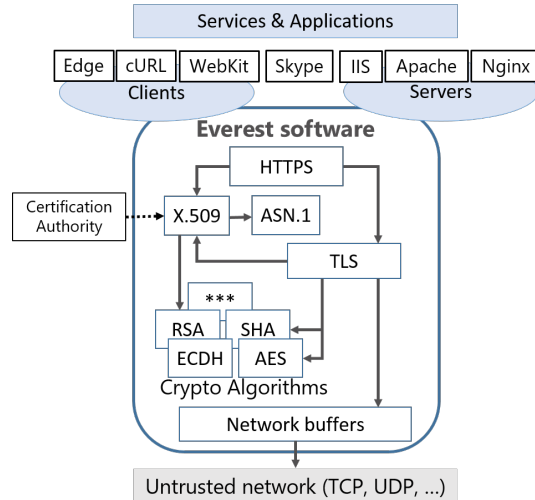 Services & Applications
Edge cURL WebKit Skype IIS Apache Nginx
Clients Servers
Everest software
HTTPS
Certification
Authority
X.509 ASN.1
TLS
***
RSA SHA
ECDH AES
Crypto Algorithms
Network buffers
Untrusted network (TCP, UDP, ...)